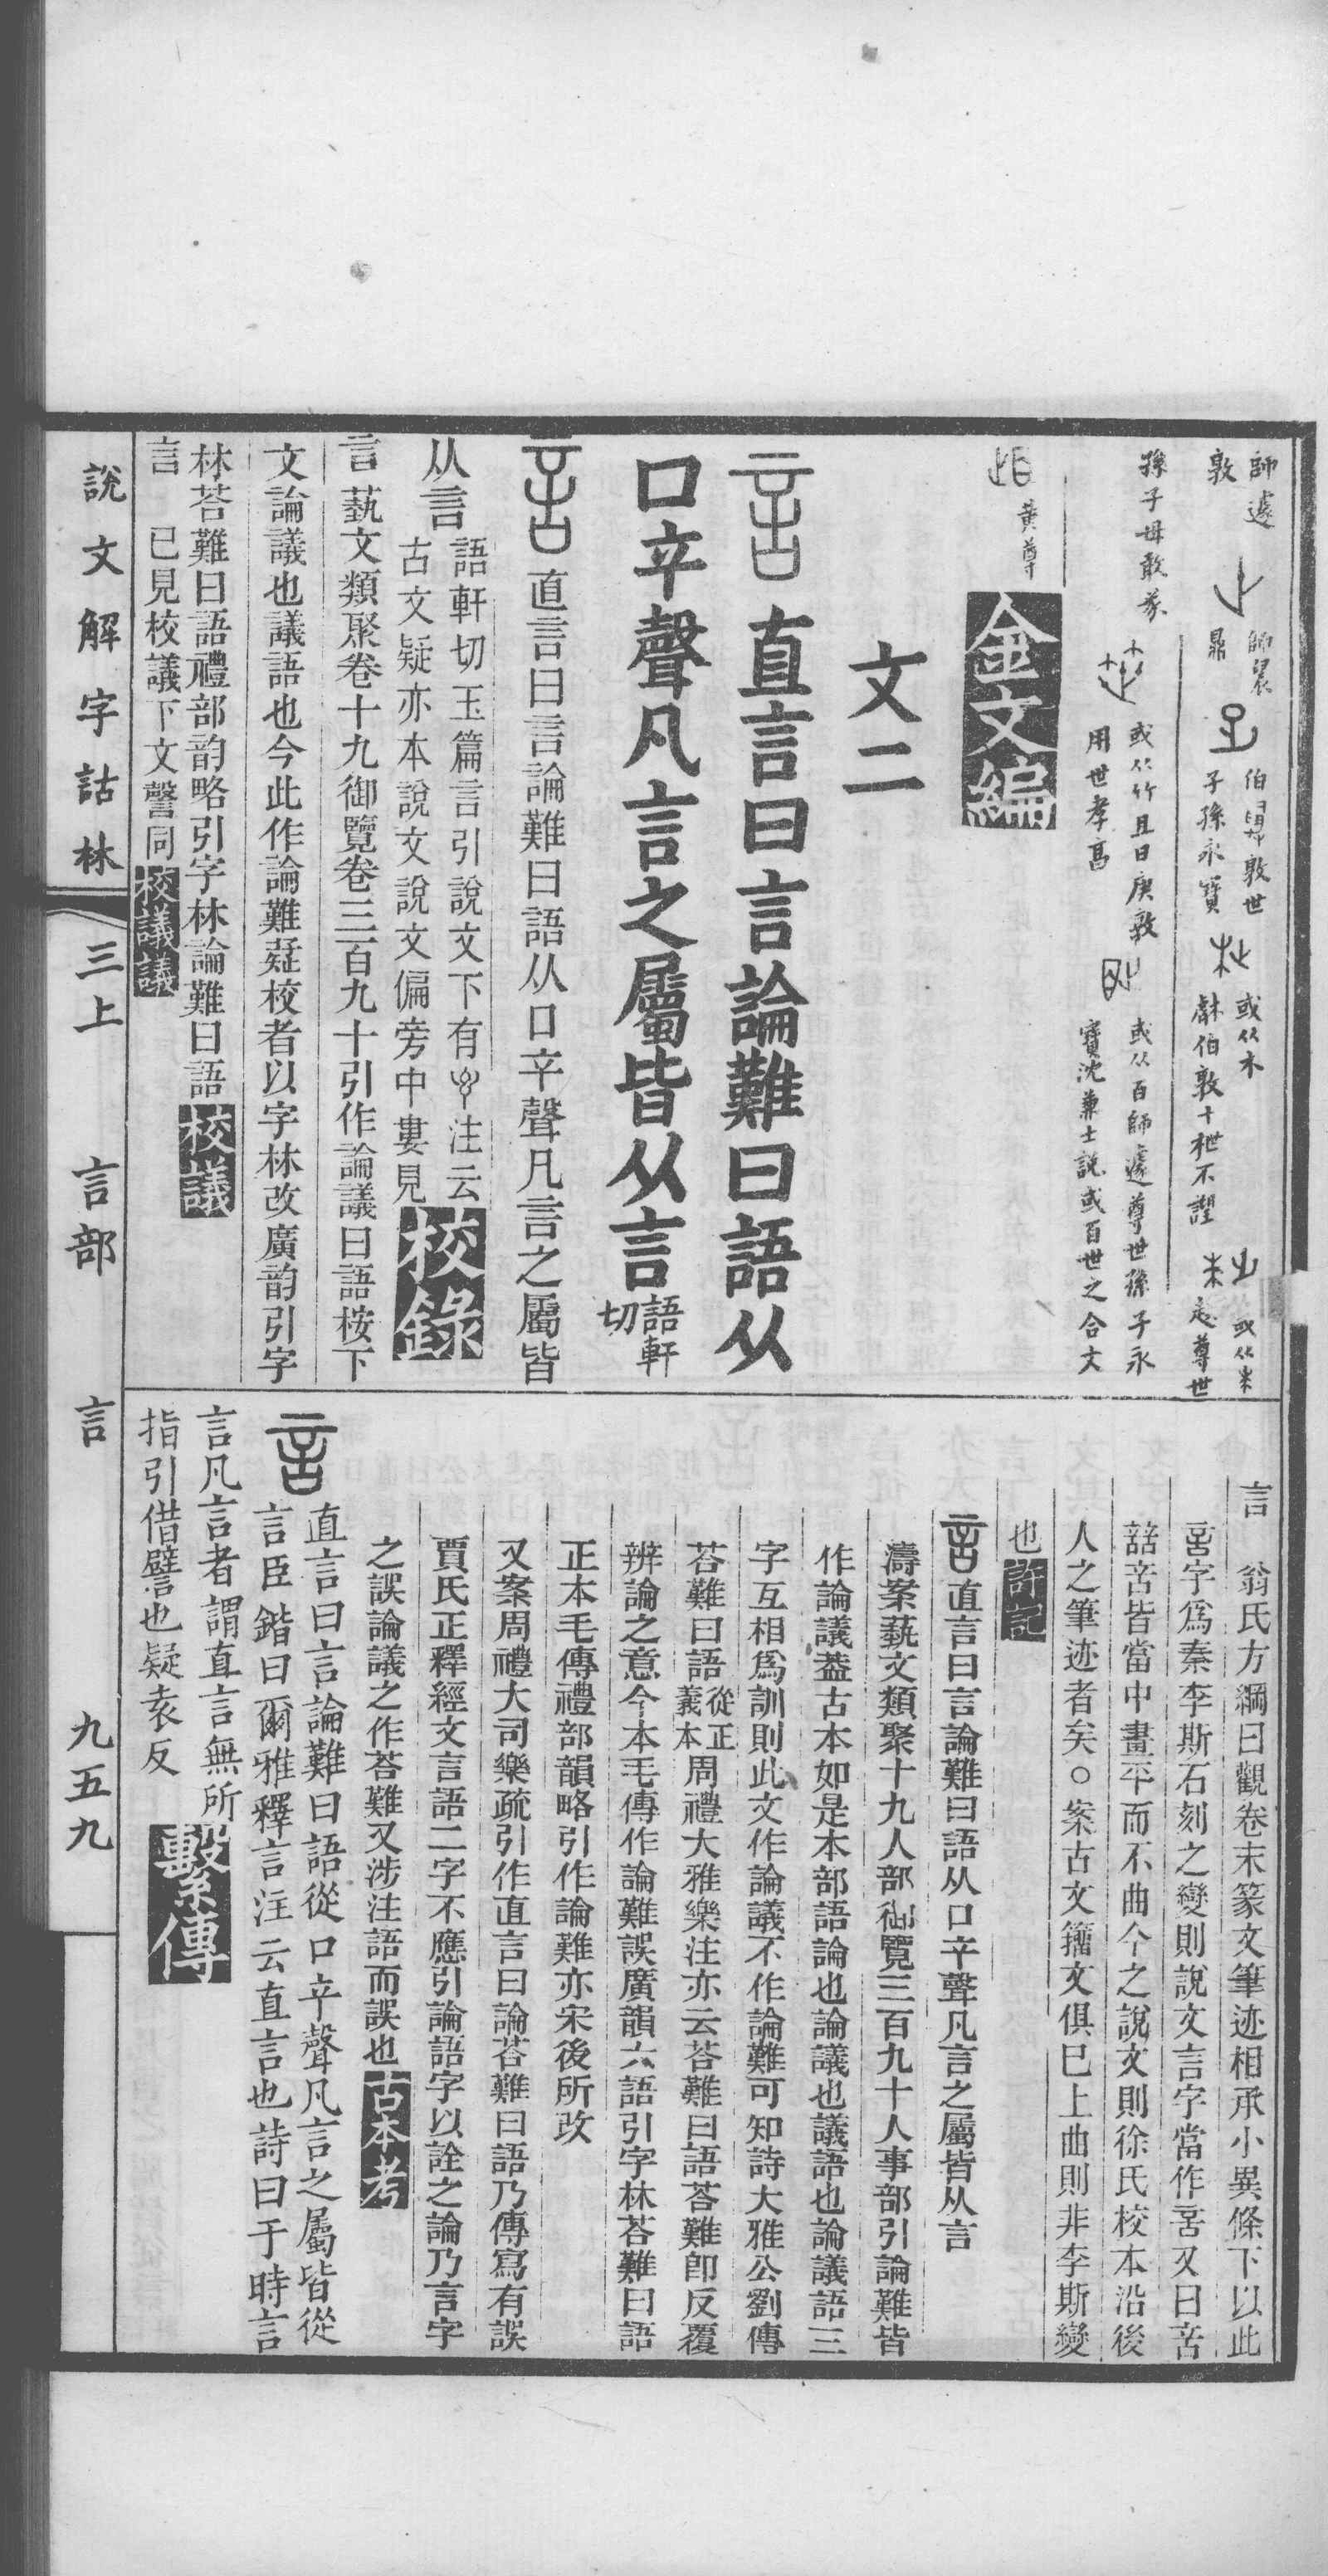 師遽
敦
師㝨
鼎
伯㠱敦世
子孫永寶
或从木
獻伯敦十枻不諲
或从米
㝬尊世
孫子毋敢㒸
或从竹且日庚敦
用世孝享
或从百師遽尊世孫子永
寶沈兼士說或百世之合文
黃尊
金文編
文二
直言曰言論難曰語从
口䇂聲凡言之屬皆从言語軒切
直言曰言論難曰語从口䇂聲凡言之屬皆
从言語軒切玉篇言引說文下有注云
古文疑亦本說文說文偏旁中婁見校錄
言 蓺文類聚卷十九御覽卷三百九十引作論議曰語桉下
文論議也議語也今此作論難疑校者以字林改廣韵引字
林荅難曰語禮部韵略引字林論難曰語校議
言 已見校議下文謦同校議議
言 翁氏方綱曰觀卷末篆文筆迹相承小異條下以此
字爲秦李斯石刻之變則說文言字當作又曰
皆當中畫平而不曲今之說文則徐氏校本沿後
人之筆迹者矣○案古文籀文俱巳上曲則非李斯變
也許記
直言曰言論難曰語从口䇂聲凡言之屬皆从言
濤案蓺文類聚十九人部御覽三百九十人事部引論難皆
作論議葢古本如是本部語論也論議也議語也論議語三
字互相爲訓則此文作論議不作論難可知詩大雅公劉傳
荅難曰語從正義本周禮大雅樂注亦云荅難曰語荅難卽反覆
辨論之意今本毛傳作論難誤廣韻六語引字林荅難曰語
正本毛傳禮部韻略引作論難亦宋後所改
又案周禮大司樂疏引作直言曰論荅難曰語乃傳寫有誤
賈氏正釋經文言語二字不應引論語字以詮之論乃言字
之誤論議之作荅難又涉注語而誤也古本考
直言曰言論難曰語從口䇂聲凡言之屬皆從
言臣鍇曰爾雅釋言注云直言也詩曰于時言
言凡言者謂直言無所
指引借譬也疑袁反 繫傳
說文解字詁林 三上 言部 言 九五九